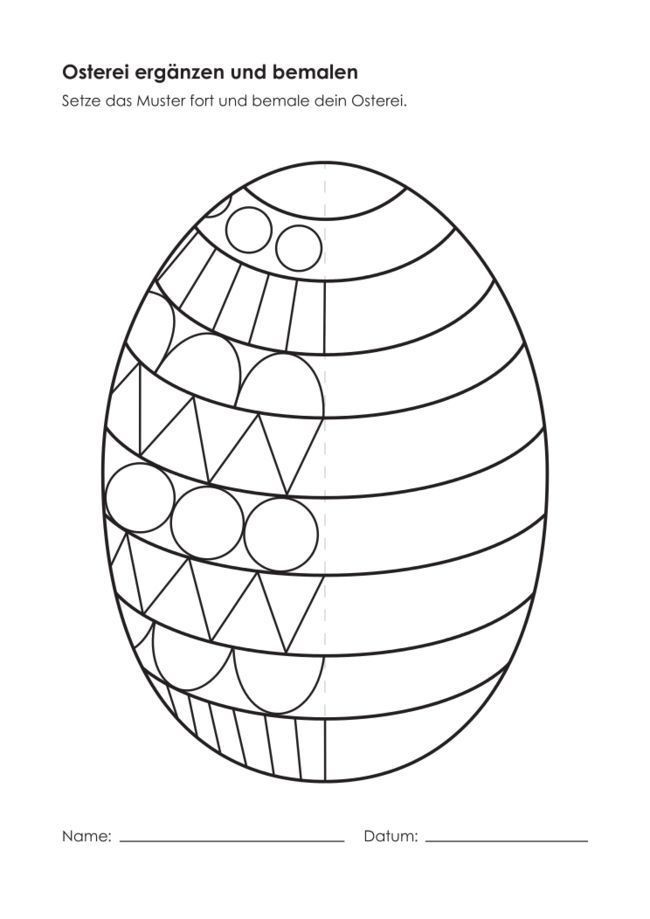 Osterei ergänzen und bemalen
Setze das Muster fort und bemale dein Osterei.
Name: Datum: